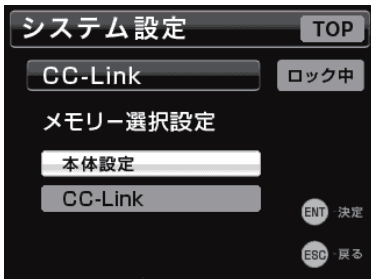 システム設定 TOP
CC-Link ロック中
メモリー選択設定
本体設定
CC-Link
ENT 決定
ESC 戻る